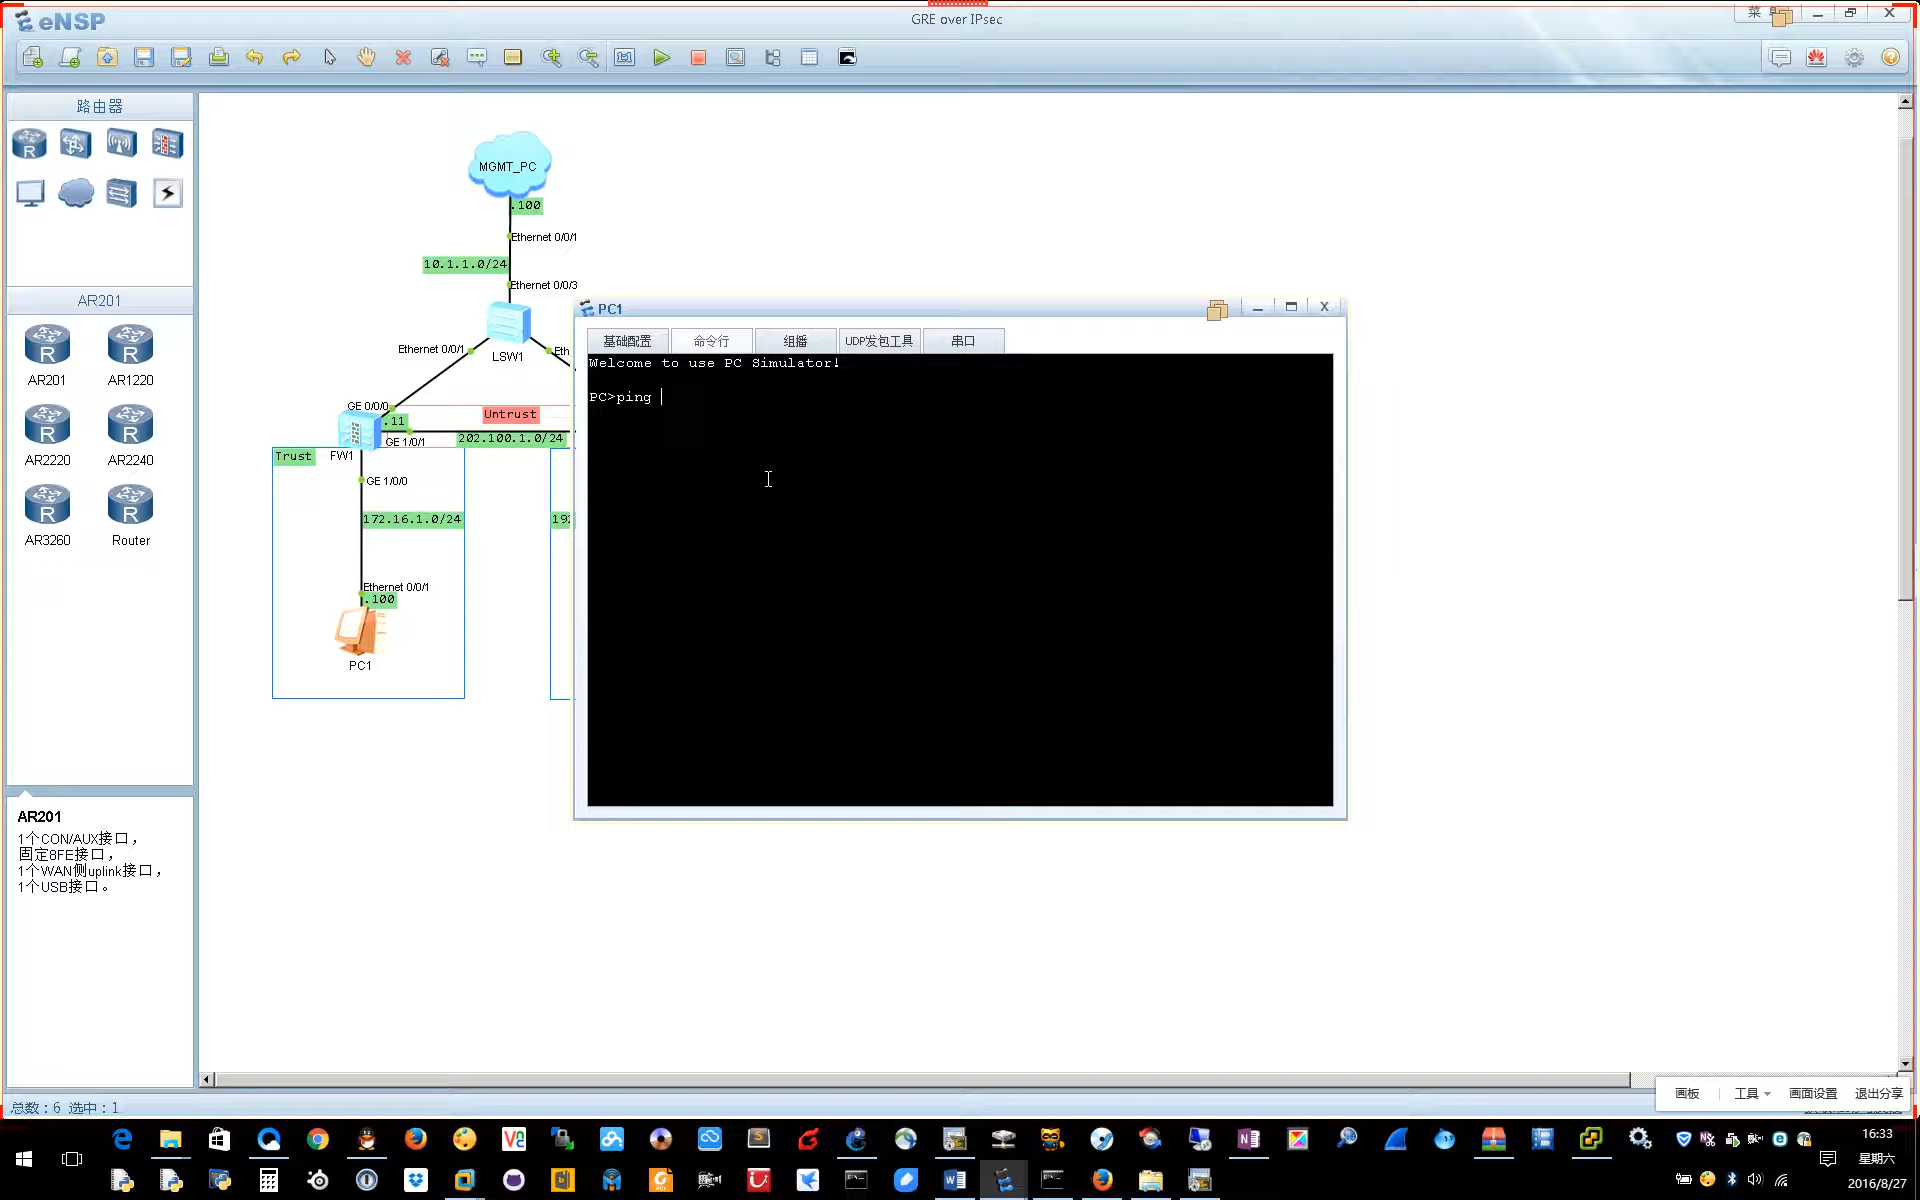 eNSP
GRE over IPsec
菜
路由器
AR201
AR201
AR1220
AR2220
AR2240
AR3260
Router
AR201
1个CON/AUX接口，
固定8FE接口，
1个WAN侧uplink接口，
1个USB接口。
MGMT_PC
.100
Ethernet 0/0/1
10.1.1.0/24
Ethernet 0/0/3
LSW1
Ethernet 0/0/1
Eth
GE 0/0/0
Untrust
.11
GE 1/0/1
202.100.1.0/24
Trust
FW1
GE 1/0/0
172.16.1.0/24
192
Ethernet 0/0/1
.100
PC1
PC1
基础配置
命令行
组播
UDP发包工具
串口
Welcome to use PC Simulator!
PC>ping
总数：6 选中：1
画板
工具
画面设置
退出分享
16:33
星期六
2016/8/27